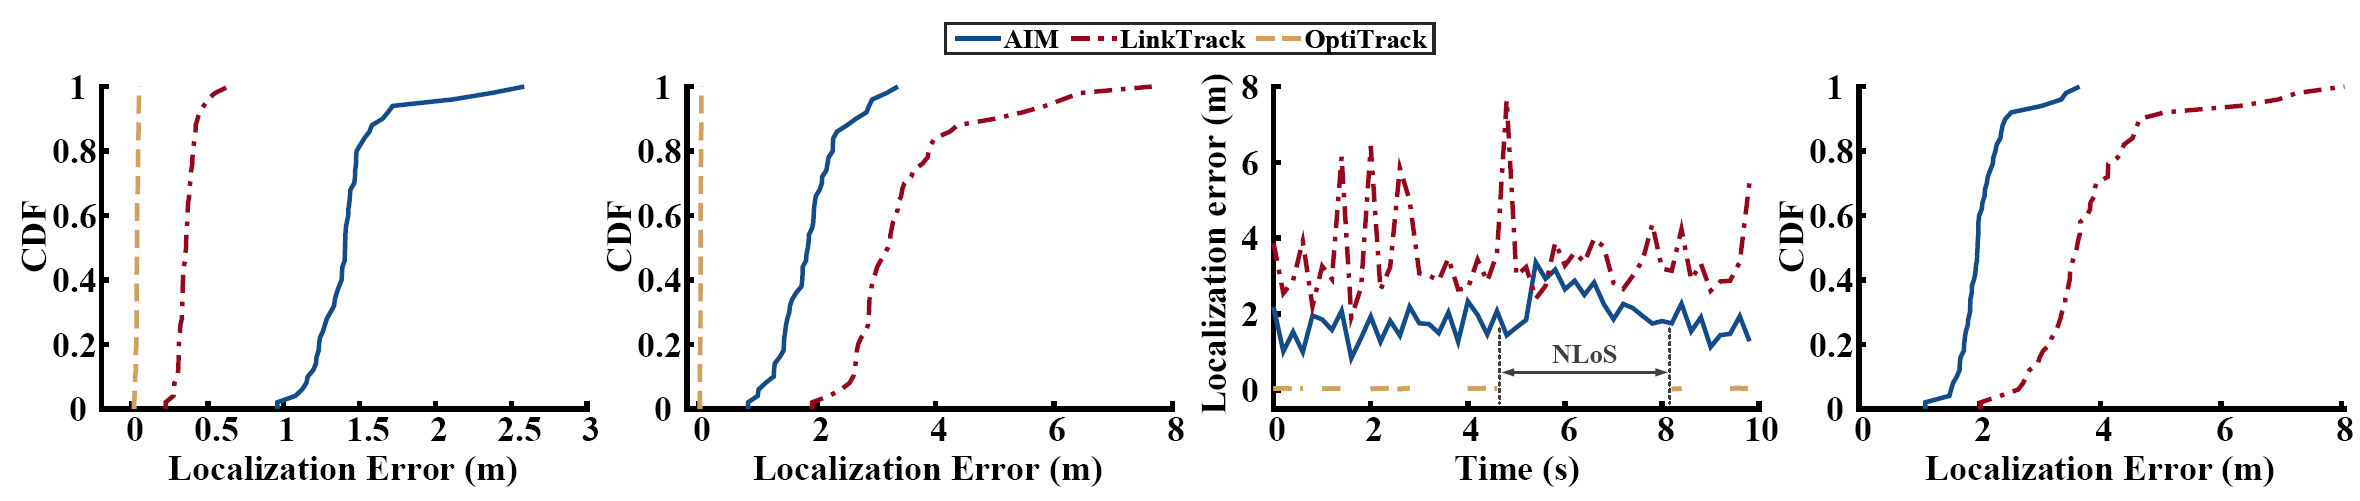 AIM LinkTrack OptiTrack
CDF
1
0.8
0.6
0.4
0.2
0
0 0.5 1 1.5 2 2.5 3
Localization Error (m)
CDF
1
0.8
0.6
0.4
0.2
0
0 2 4 6 8
Localization Error (m)
Localization error (m)
8
6
4
2
0
NLoS
0 2 4 6 8 10
Time (s)
CDF
1
0.8
0.6
0.4
0.2
0
0 2 4 6 8
Localization Error (m)